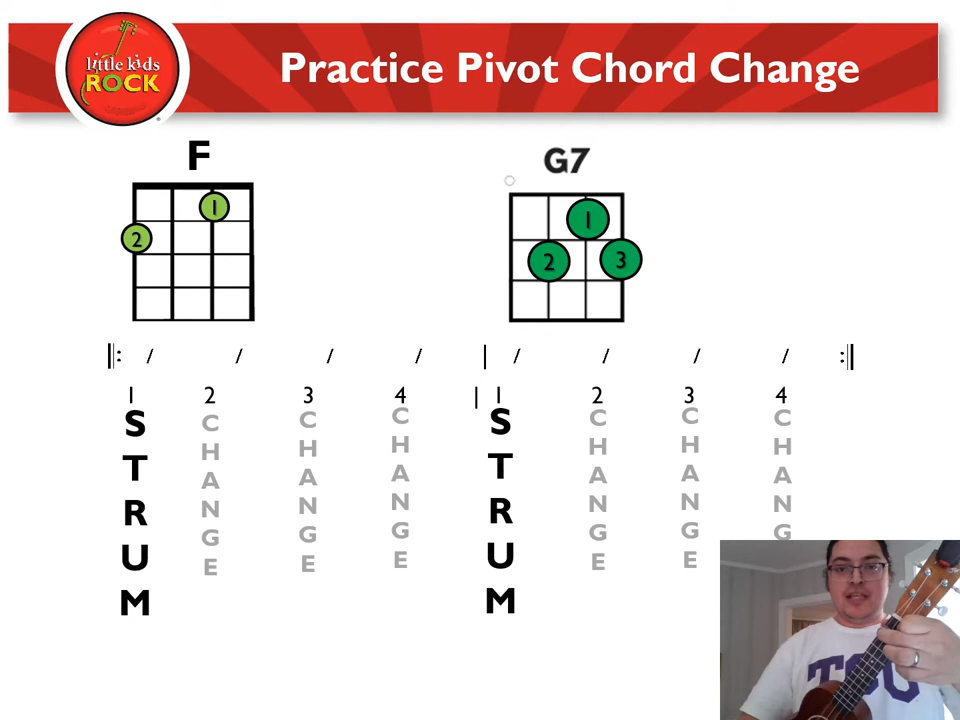 little kids
ROCK
Practice Pivot Chord Change
F
G7
1
2
1
2
3
|: / / / / | / / / / :|
1 2 3 4 | 1 2 3 4
STRUM CHANGE CHANGE CHANGE STRUM CHANGE CHANGE CHANG
TCU